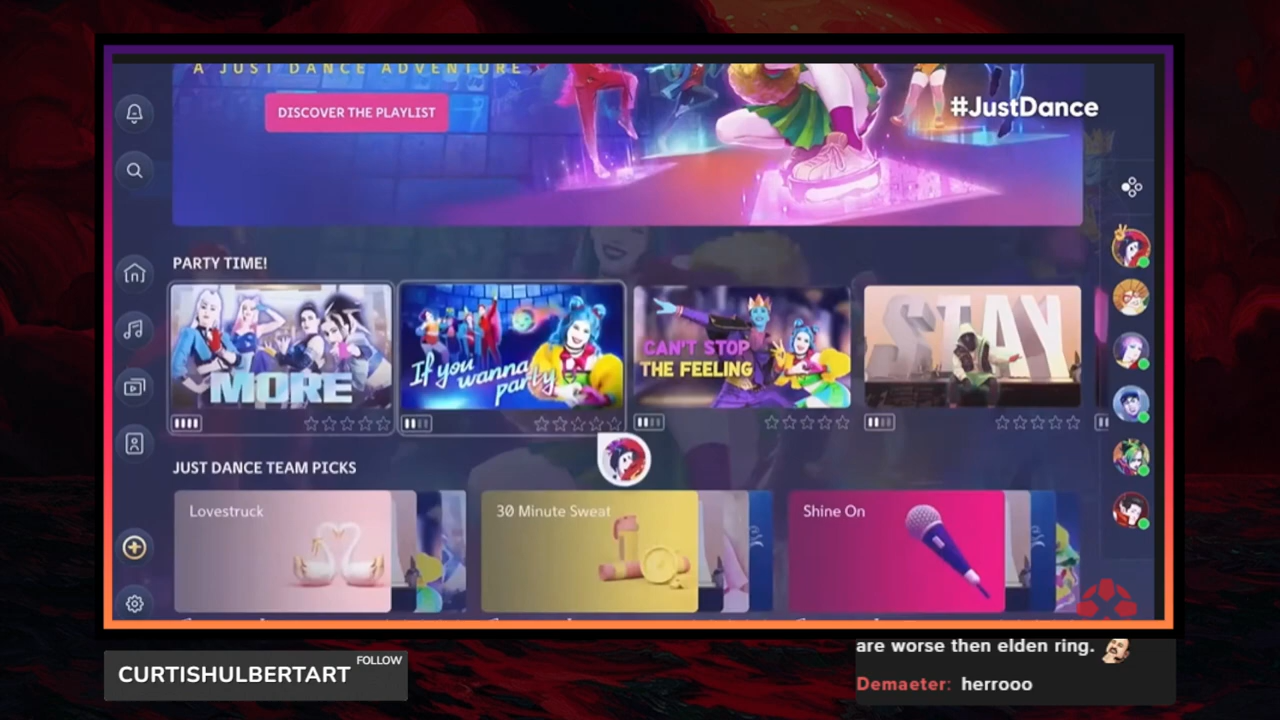 A JUST DANCE ADVENTURE
DISCOVER THE PLAYLIST
#JustDance
PARTY TIME!
MORE
If you
wanna
party
CAN'T STOP
THE FEELING
STAY
JUST DANCE TEAM PICKS
Lovestruck
30 Minute Sweat
Shine On
are worse then elden ring.
CURTISHULBERTART FOLLOW
Demaeter: herrooo